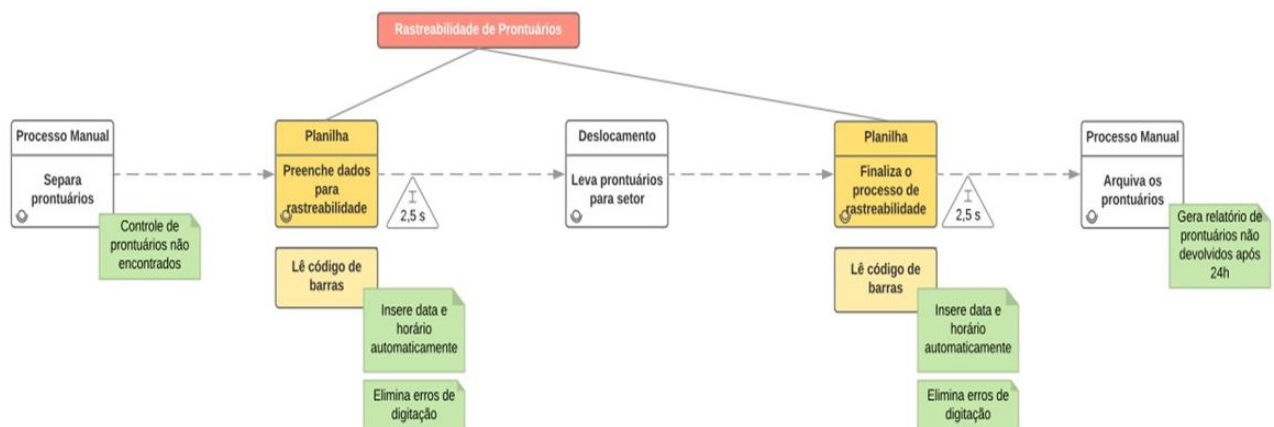 Rastreabilidade de Prontuários
Processo Manual
Separa
prontuários
Controle de
prontuários não
encontrados
Planilha
Preenche dados
para
rastreabilidade
2,5 s
Lê código de
barras
Insere data e
horário
automaticamente
Elimina erros de
digitação
Deslocamento
Leva prontuários
para setor
Planilha
Finaliza o
processo de
rastreabilidade
2,5 s
Lê código de
barras
Insere data e
horário
automaticamente
Elimina erros de
digitação
Processo Manual
Arquiva os
prontuários
Gera relatório de
prontuários não
devolvidos após
24h